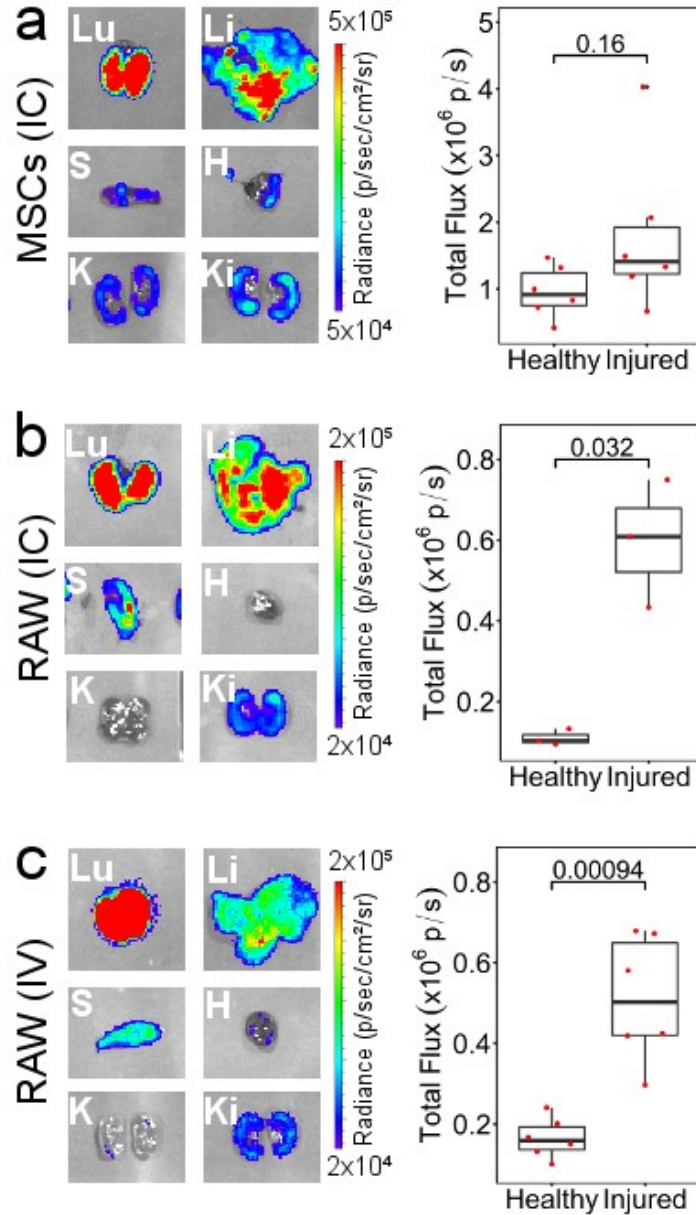 a
MSCs (IC)
Lu
Li
S
H
K
Ki
5x10⁵
Radiance (p/sec/cm²/sr)
5x10⁴
Total Flux (x10⁶ p/s)
5
4
3
2
1
0.16
Healthy Injured
b
RAW (IC)
Lu
Li
S
H
K
Ki
2x10⁵
Radiance (p/sec/cm²/sr)
2x10⁴
Total Flux (x10⁶ p/s)
0.8
0.6
0.4
0.2
0.032
Healthy Injured
c
RAW (IV)
Lu
Li
S
H
K
Ki
2x10⁵
Radiance (p/sec/cm²/sr)
2x10⁴
Total Flux (x10⁶ p/s)
0.8
0.6
0.4
0.2
0.00094
Healthy Injured